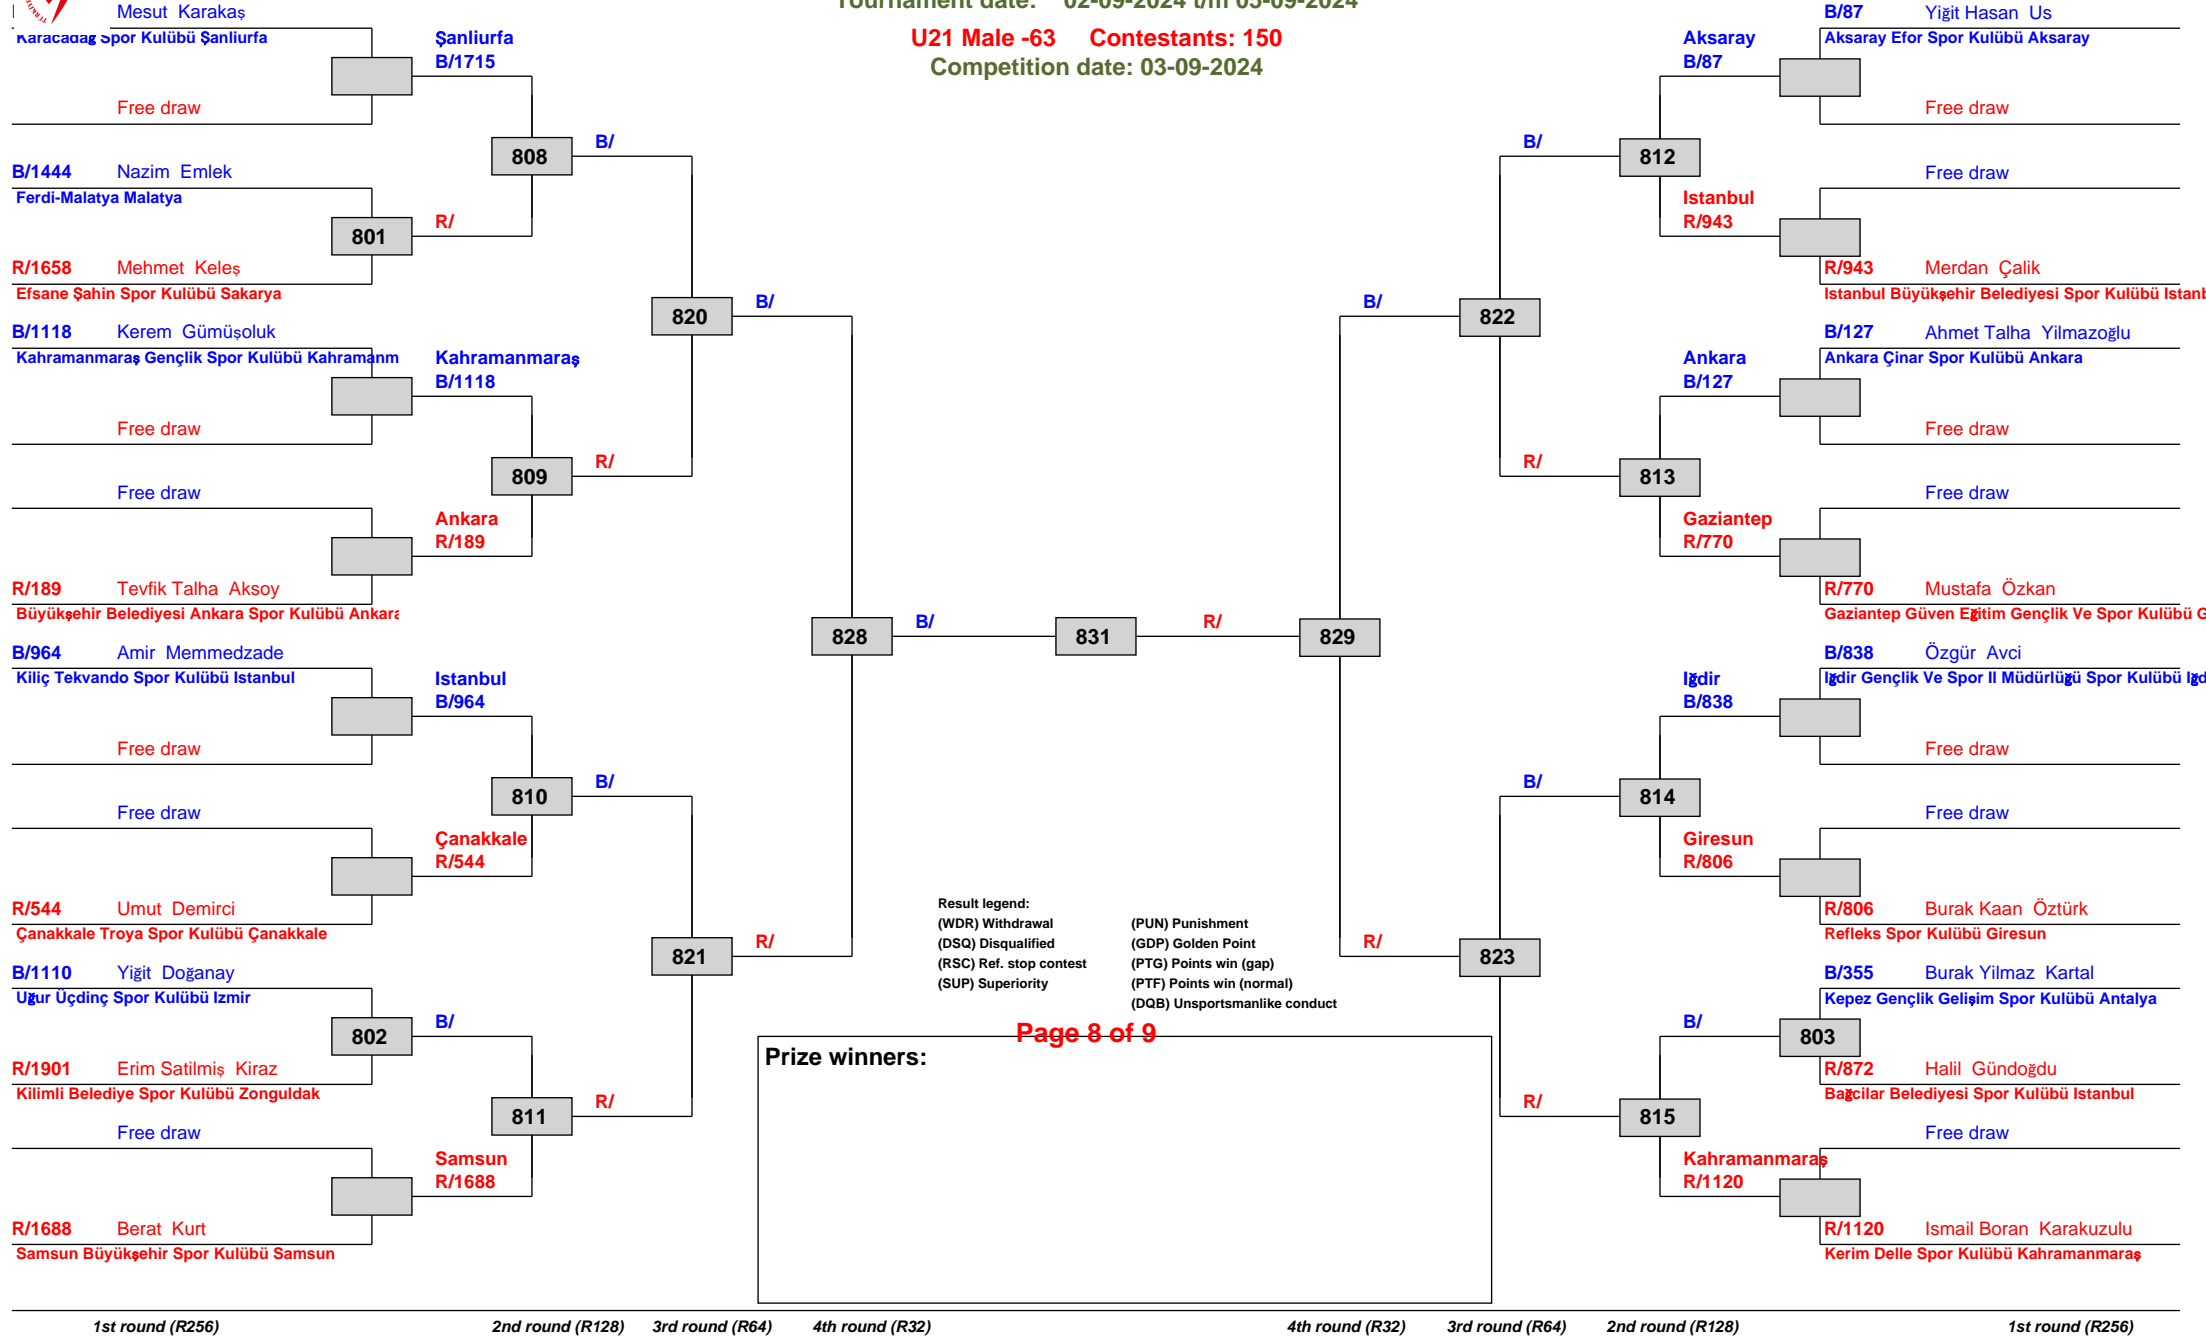 Tournament date: 02-09-2024 t/m 05-09-2024
U21 Male -63 Contestants: 150
Competition date: 03-09-2024
Mesut Karakaş
Karacadağ Spor Kulübü Şanliurfa
Free draw
B/1444 Nazim Emlek
Ferdi-Malatya Malatya
R/1658 Mehmet Keleş
Efsane Şahin Spor Kulübü Sakarya
B/1118 Kerem Gümüşoluk
Kahramanmaraş Gençlik Spor Kulübü Kahramanm
Free draw
Free draw
R/189 Tevfik Talha Aksoy
Büyükşehir Belediyesi Ankara Spor Kulübü Ankara
B/964 Amir Memmedzade
Kiliç Tekvando Spor Kulübü Istanbul
Free draw
Free draw
R/544 Umut Demirci
Çanakkale Troya Spor Kulübü Çanakkale
B/1110 Yiğit Doğanay
Uğur Üçdinç Spor Kulübü Izmir
R/1901 Erim Satilmiş Kiraz
Kilimli Belediye Spor Kulübü Zonguldak
Free draw
R/1688 Berat Kurt
Samsun Büyükşehir Spor Kulübü Samsun
801
802
Şanliurfa
B/1715
R/
Kahramanmaraş
B/1118
Ankara
R/189
Istanbul
B/964
Çanakkale
R/544
B/
Samsun
R/1688
808
809
810
811
B/
R/
B/
R/
820
821
B/
R/
828
B/
831
R/
829
B/
R/
822
823
B/
R/
B/
R/
812
813
814
815
Aksaray
B/87
Istanbul
R/943
Ankara
B/127
Gaziantep
R/770
Iğdir
B/838
Giresun
R/806
B/
Kahramanmaraş
R/1120
803
B/87 Yiğit Hasan Us
Aksaray Efor Spor Kulübü Aksaray
Free draw
Free draw
R/943 Merdan Çalik
Istanbul Büyükşehir Belediyesi Spor Kulübü Istanb
B/127 Ahmet Talha Yilmazoğlu
Ankara Çinar Spor Kulübü Ankara
Free draw
Free draw
R/770 Mustafa Özkan
Gaziantep Güven Eğitim Gençlik Ve Spor Kulübü G
B/838 Özgür Avci
Iğdir Gençlik Ve Spor Il Müdürlüğü Spor Kulübü Iğd
Free draw
Free draw
R/806 Burak Kaan Öztürk
Refleks Spor Kulübü Giresun
B/355 Burak Yilmaz Kartal
Kepez Gençlik Gelişim Spor Kulübü Antalya
R/872 Halil Gündoğdu
Bağcilar Belediyesi Spor Kulübü Istanbul
Free draw
R/1120 Ismail Boran Karakuzulu
Kerim Delle Spor Kulübü Kahramanmaraş
Result legend:
(WDR) Withdrawal (PUN) Punishment
(DSQ) Disqualified (GDP) Golden Point
(RSC) Ref. stop contest (PTG) Points win (gap)
(SUP) Superiority (PTF) Points win (normal)
(DQB) Unsportsmanlike conduct
Page 8 of 9
Prize winners:
1st round (R256) 2nd round (R128) 3rd round (R64) 4th round (R32) 4th round (R32) 3rd round (R64) 2nd round (R128) 1st round (R256)